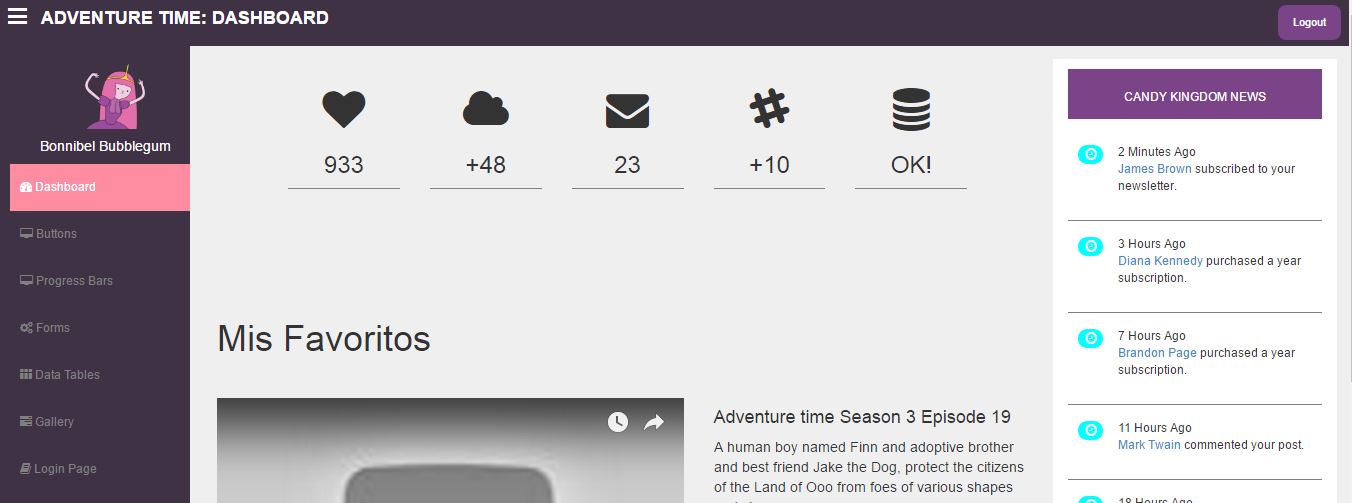 ADVENTURE TIME: DASHBOARD
Logout
Bonnibel Bubblegum
Dashboard
Buttons
Progress Bars
Forms
Data Tables
Gallery
Login Page
933
+48
23
+10
OK!
Mis Favoritos
Adventure time Season 3 Episode 19
A human boy named Finn and adoptive brother
and best friend Jake the Dog, protect the citizens
of the Land of Ooo from foes of various shapes
CANDY KINGDOM NEWS
2 Minutes Ago
James Brown subscribed to your
newsletter.
3 Hours Ago
Diana Kennedy purchased a year
subscription.
7 Hours Ago
Brandon Page purchased a year
subscription.
11 Hours Ago
Mark Twain commented your post.
18 Hours Ago